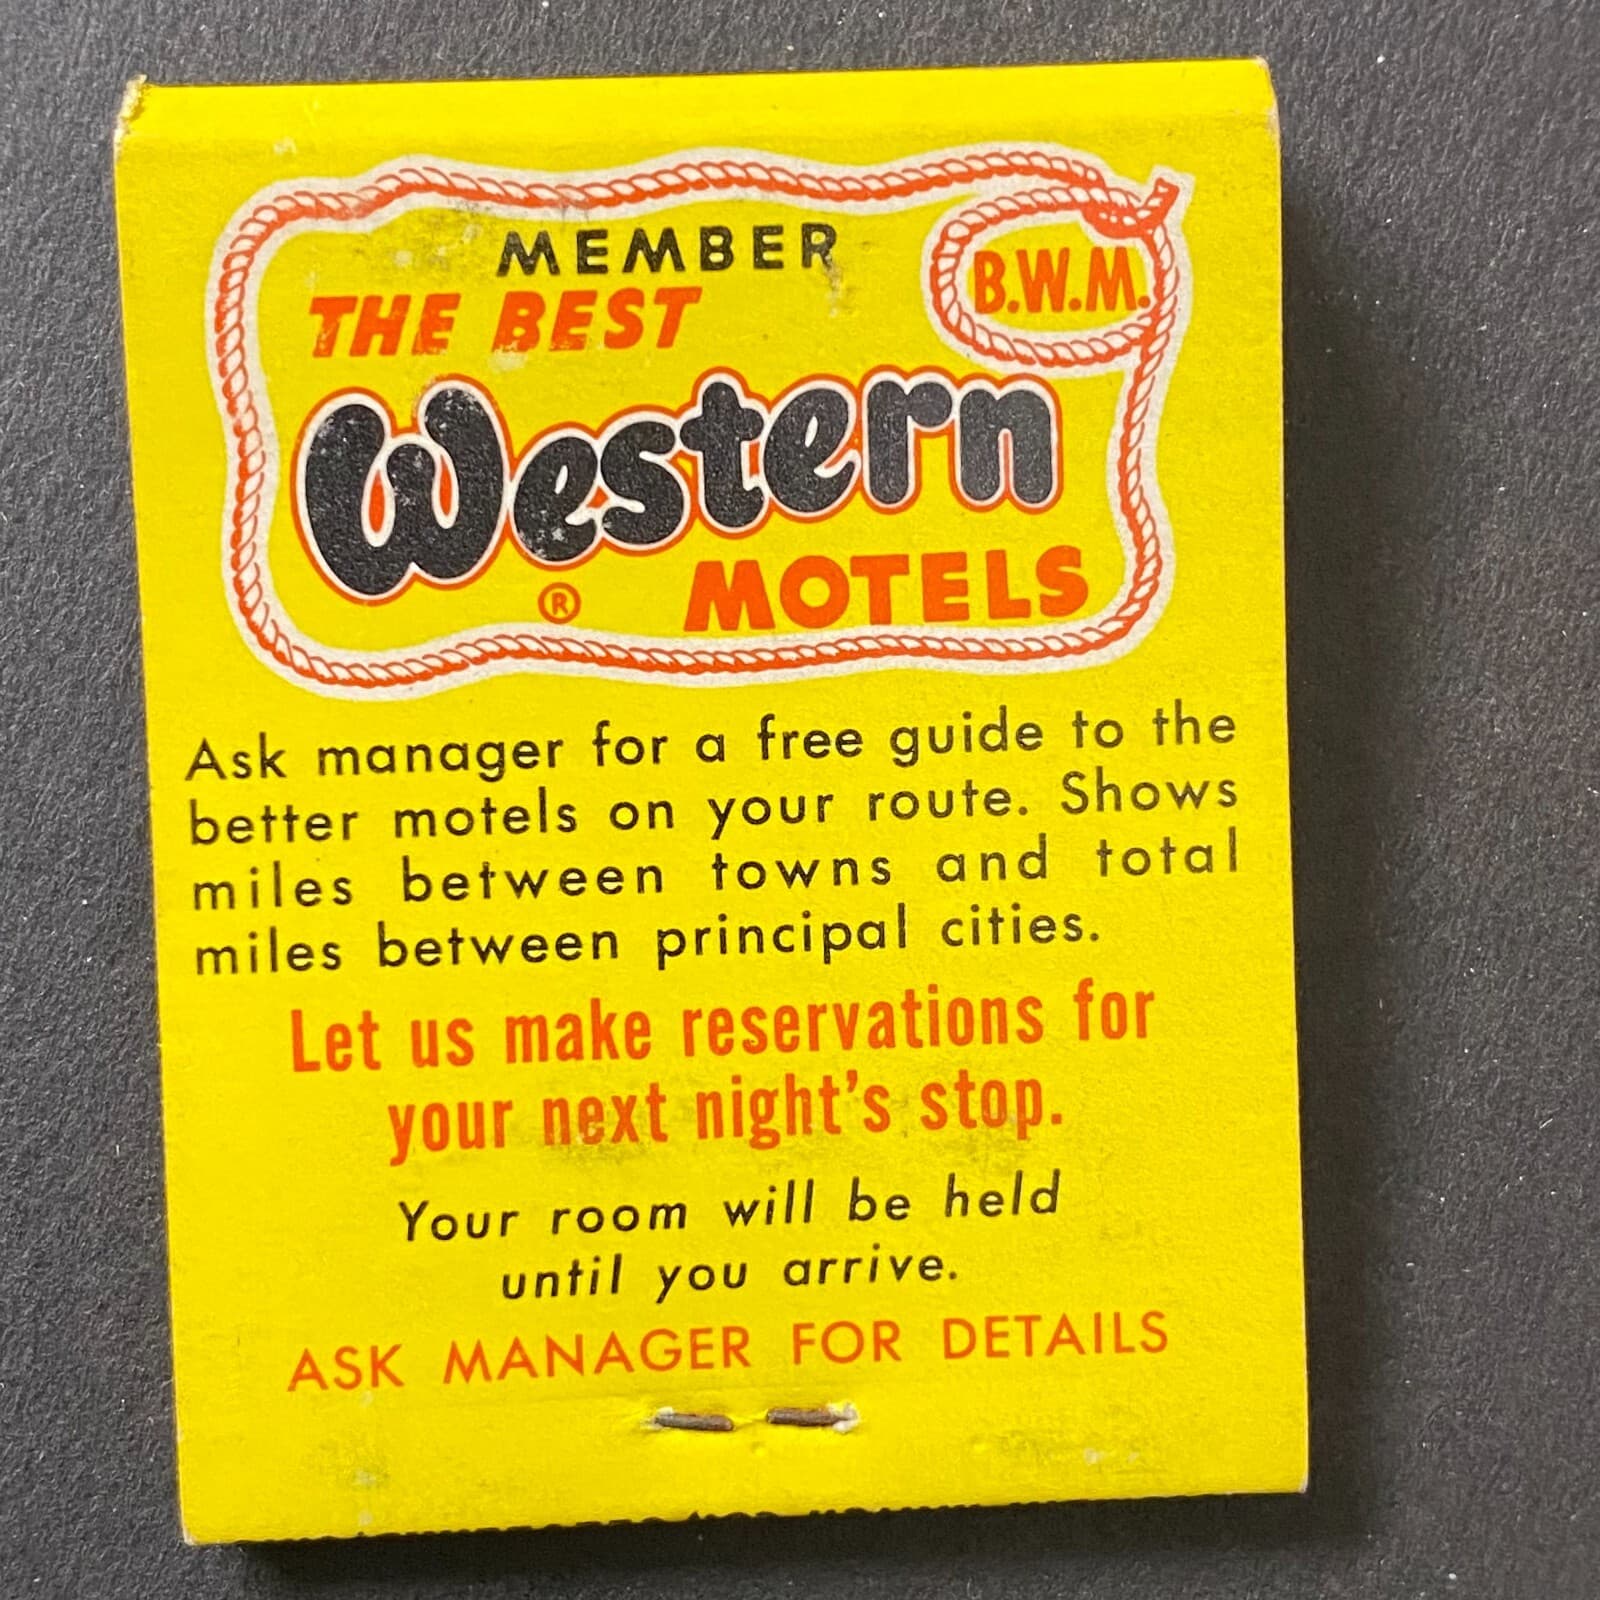 MEMBER
THE BEST
B.W.M.
Western
® MOTELS
Ask manager for a free guide to the
better motels on your route. Shows
miles between towns and total
miles between principal cities.
Let us make reservations for
your next night's stop.
Your room will be held
until you arrive.
ASK MANAGER FOR DETAILS